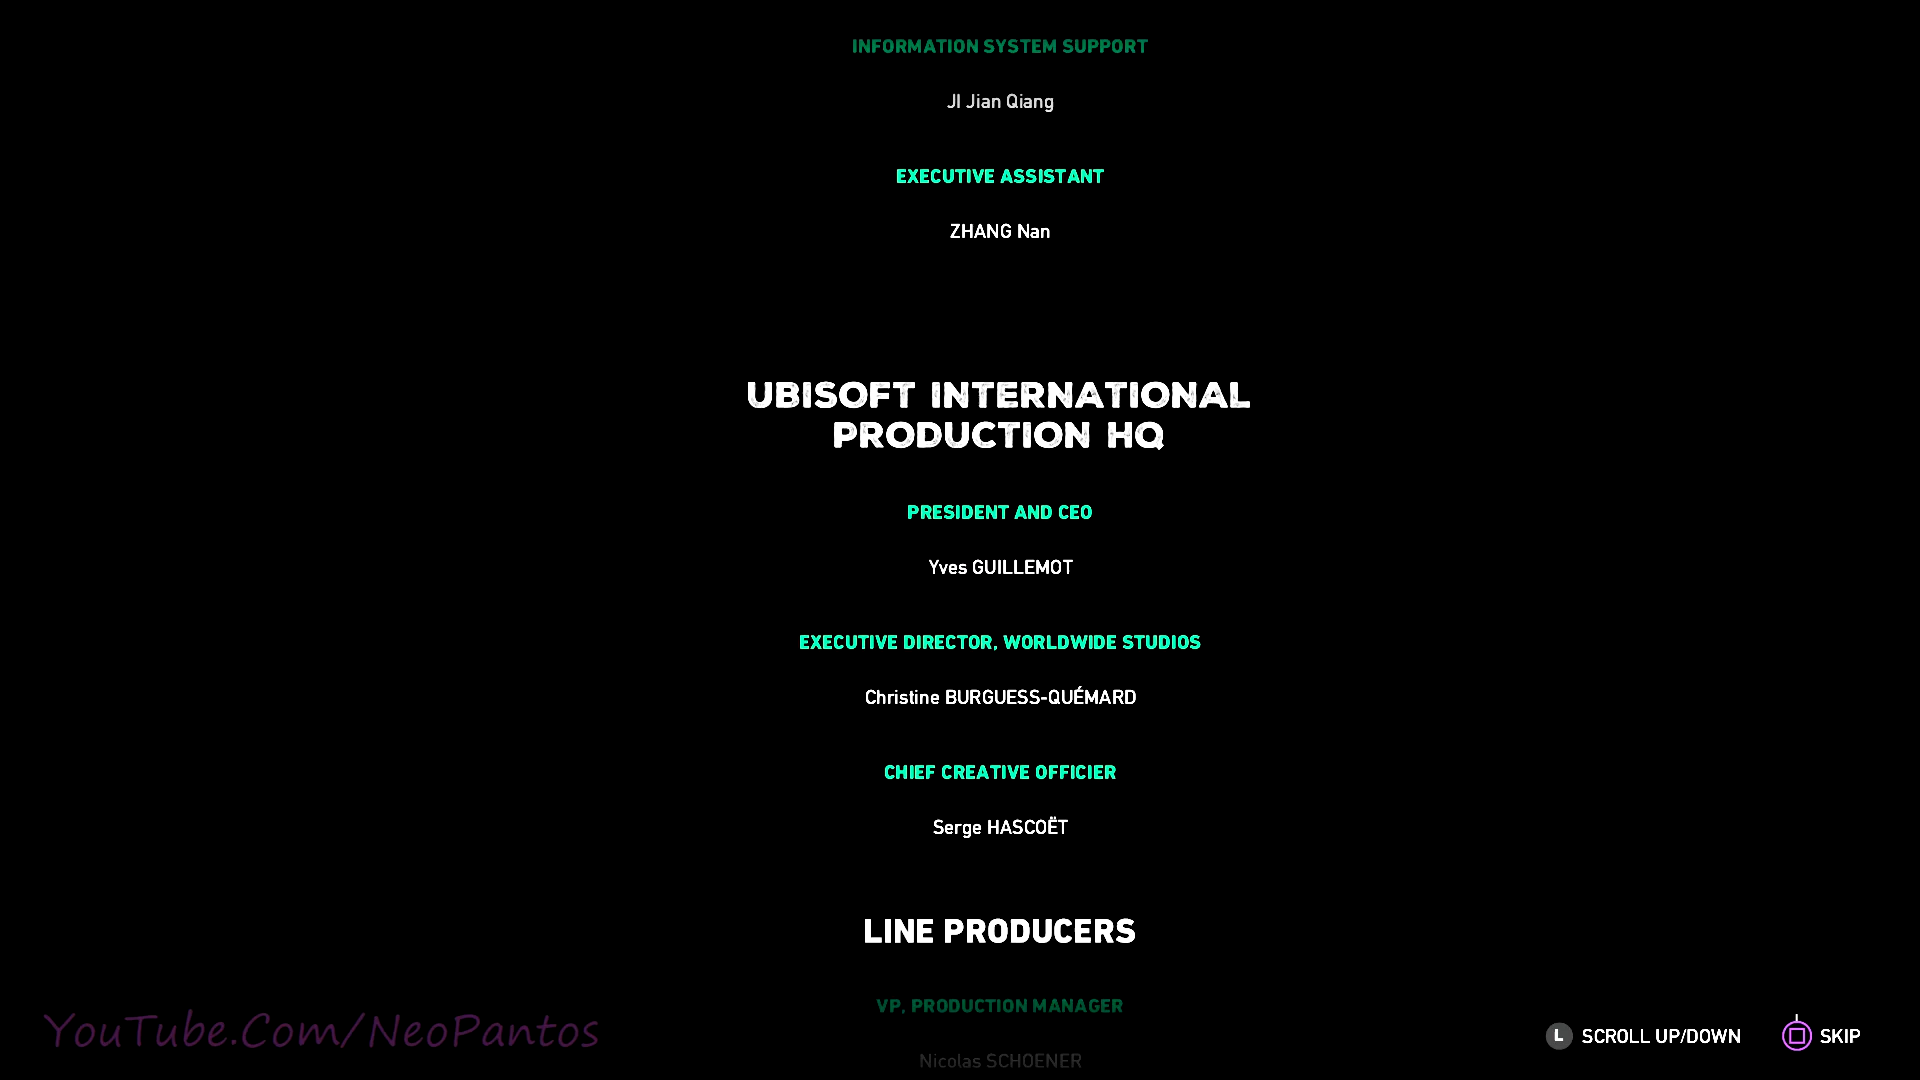 INFORMATION SYSTEM SUPPORT
JI Jian Qiang
EXECUTIVE ASSISTANT
ZHANG Nan
UBISOFT INTERNATIONAL
PRODUCTION HQ
PRESIDENT AND CEO
Yves GUILLEMOT
EXECUTIVE DIRECTOR, WORLDWIDE STUDIOS
Christine BURGUESS-QUÉMARD
CHIEF CREATIVE OFFICIER
Serge HASCOËT
LINE PRODUCERS
VP, PRODUCTION MANAGER
Nicolas SCHOENER
YouTube.Com/NeoPantos
L SCROLL UP/DOWN
SKIP